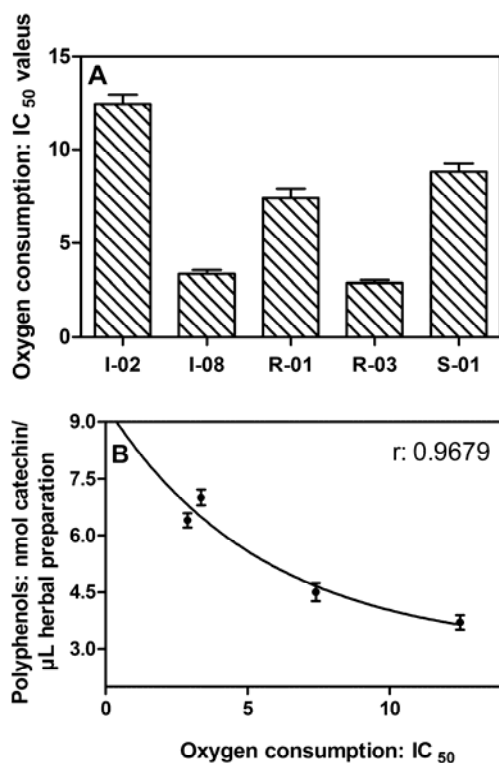 A
Oxygen consumption: IC 50 valeus
15
10
5
0
I-02 I-08 R-01 R-03 S-01
B
r: 0.9679
Polyphenols: nmol catechin/
µL herbal preparation
9.0
7.5
6.0
4.5
3.0
0 5 10
Oxygen consumption: IC 50